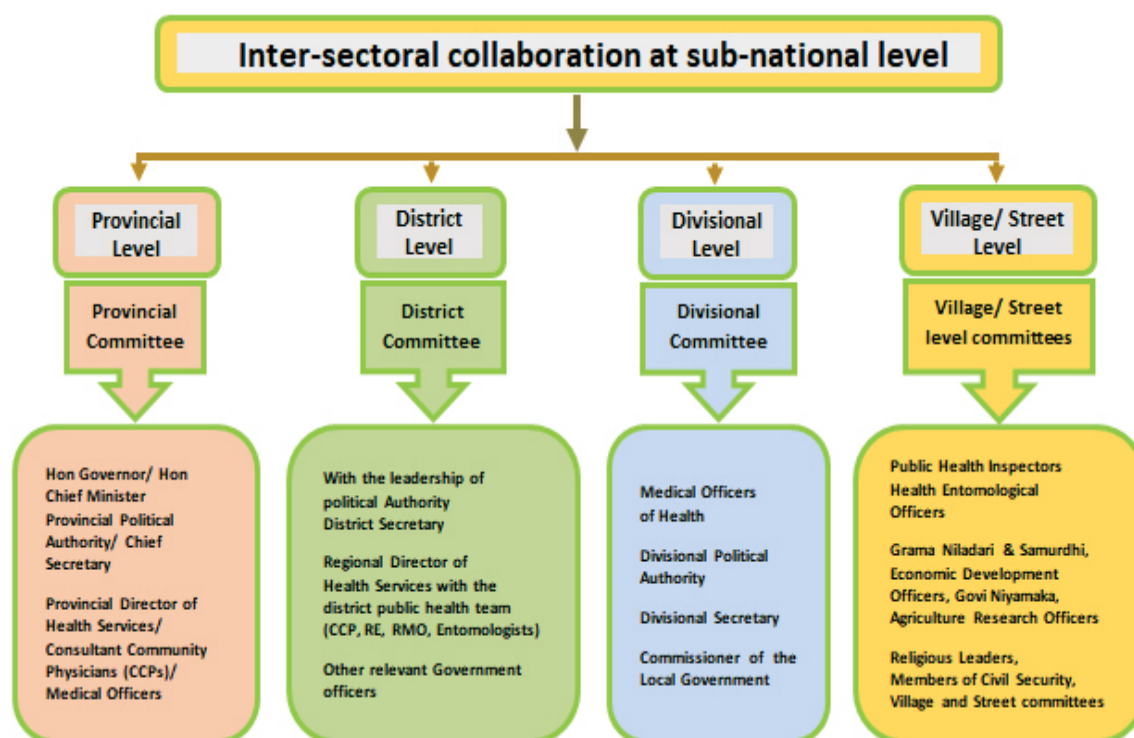 Inter-sectoral collaboration at sub-national level
Provincial
Level
Provincial
Committee
Hon Governor/ Hon
Chief Minister
Provincial Political
Authority/ Chief
Secretary
Provincial Director of
Health Services/
Consultant Community
Physicians (CCPs)/
Medical Officers
District
Level
District
Committee
With the leadership of
political Authority
District Secretary
Regional Director of
Health Services with the
district public health team
(CCP, RE, RMO, Entomologists)
Other relevant Government
officers
Divisional
Level
Divisional
Committee
Medical Officers
of Health
Divisional Political
Authority
Divisional Secretary
Commissioner of the
Local Government
Village/ Street
Level
Village/ Street
level committees
Public Health Inspectors
Health Entomological
Officers
Grama Niladari & Samurdhi,
Economic Development
Officers, Govi Niyamaka,
Agriculture Research Officers
Religious Leaders,
Members of Civil Security,
Village and Street committees